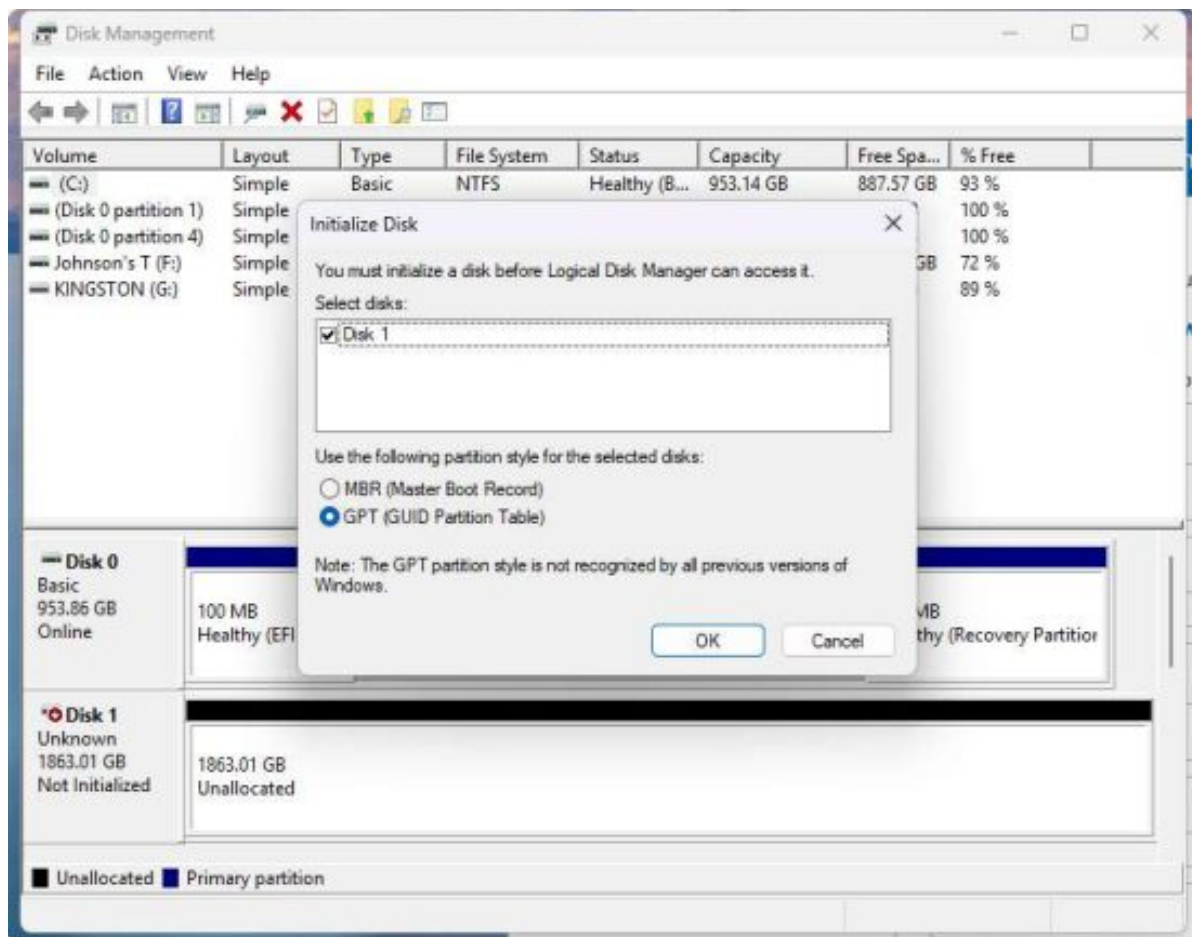 Disk Management
File Action View Help
Volume Layout Type File System Status Capacity Free Spa... % Free
(C:) Simple Basic NTFS Healthy (B... 953.14 GB 887.57 GB 93 %
(Disk 0 partition 1) Simple 100 %
(Disk 0 partition 4) Simple 100 %
Johnson's T (F:) Simple GB 72 %
KINGSTON (G:) Simple 89 %
Initialize Disk
You must initialize a disk before Logical Disk Manager can access it.
Select disks:
Disk 1
Use the following partition style for the selected disks:
MBR (Master Boot Record)
GPT (GUID Partition Table)
Note: The GPT partition style is not recognized by all previous versions of
Windows.
OK Cancel
Disk 0
Basic
953.86 GB
Online
100 MB
Healthy (EFI
MB
thy (Recovery Partition
Disk 1
Unknown
1863.01 GB
Not Initialized
1863.01 GB
Unallocated
Unallocated Primary partition